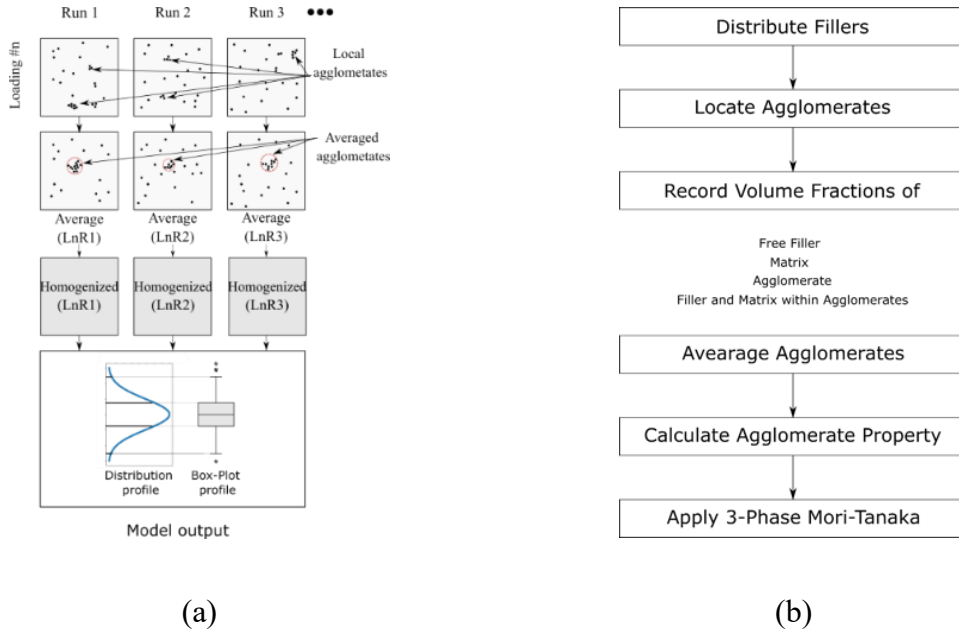 Run 1 Run 2 Run 3 •••
Loading #n
Local
agglometates
Averaged
agglometates
Average
(LnR1)
Average
(LnR2)
Average
(LnR3)
Homogenized
(LnR1)
Homogenized
(LnR2)
Homogenized
(LnR3)
Distribution
profile
Box-Plot
profile
Model output
(a)
Distribute Fillers
Locate Agglomerates
Record Volume Fractions of
Free Filler
Matrix
Agglomerate
Filler and Matrix within Agglomerates
Avearage Agglomerates
Calculate Agglomerate Property
Apply 3-Phase Mori-Tanaka
(b)